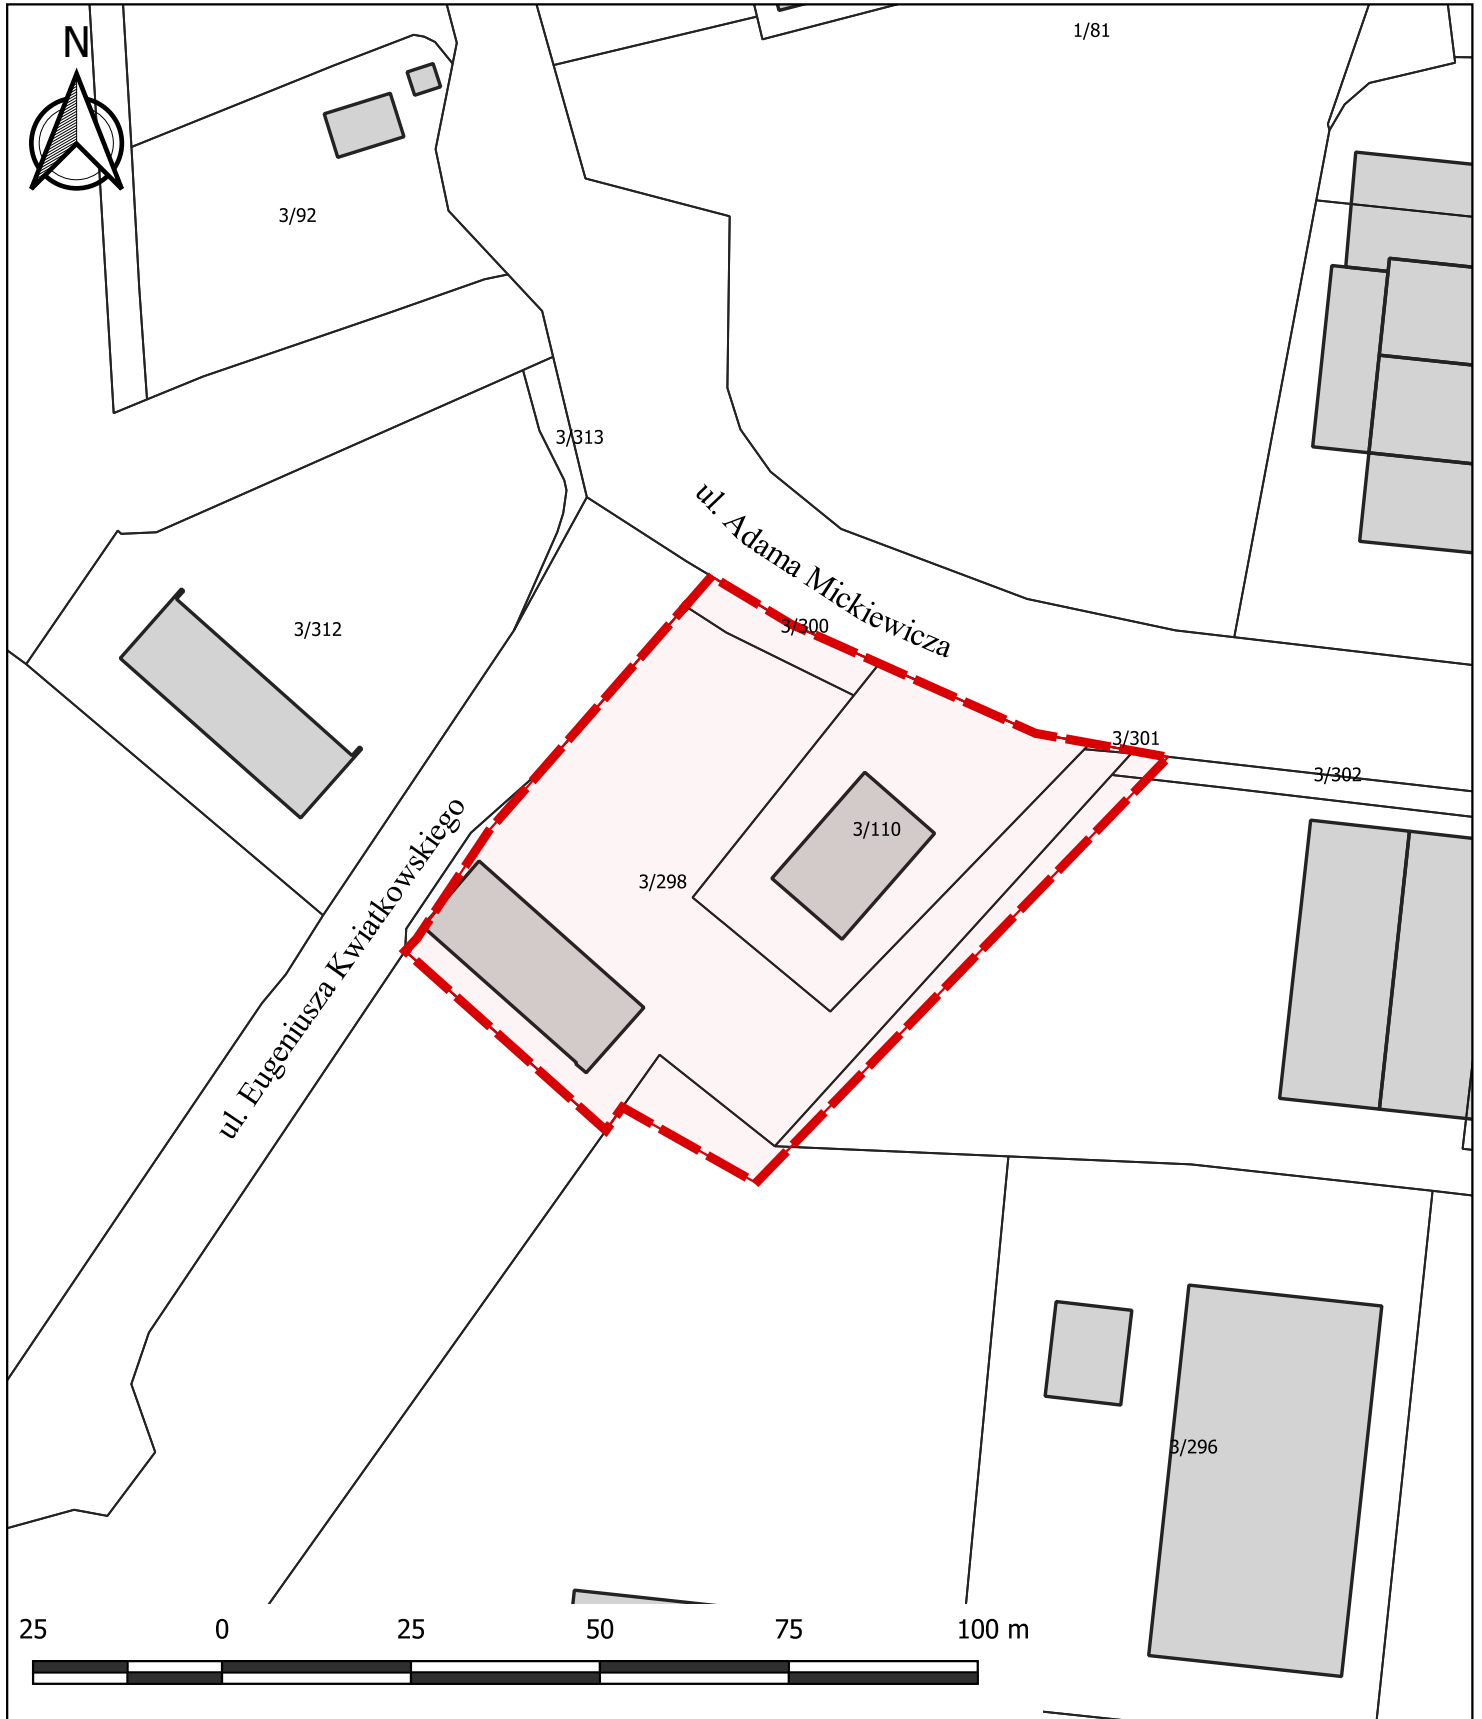 N
1/81
3/92
3/313
ul. Adama Mickiewicza
3/300
3/312
3/301
3/302
3/110
3/298
ul. Eugeniusza Kwiatkowskiego
3/296
25 0 25 50 75 100 m